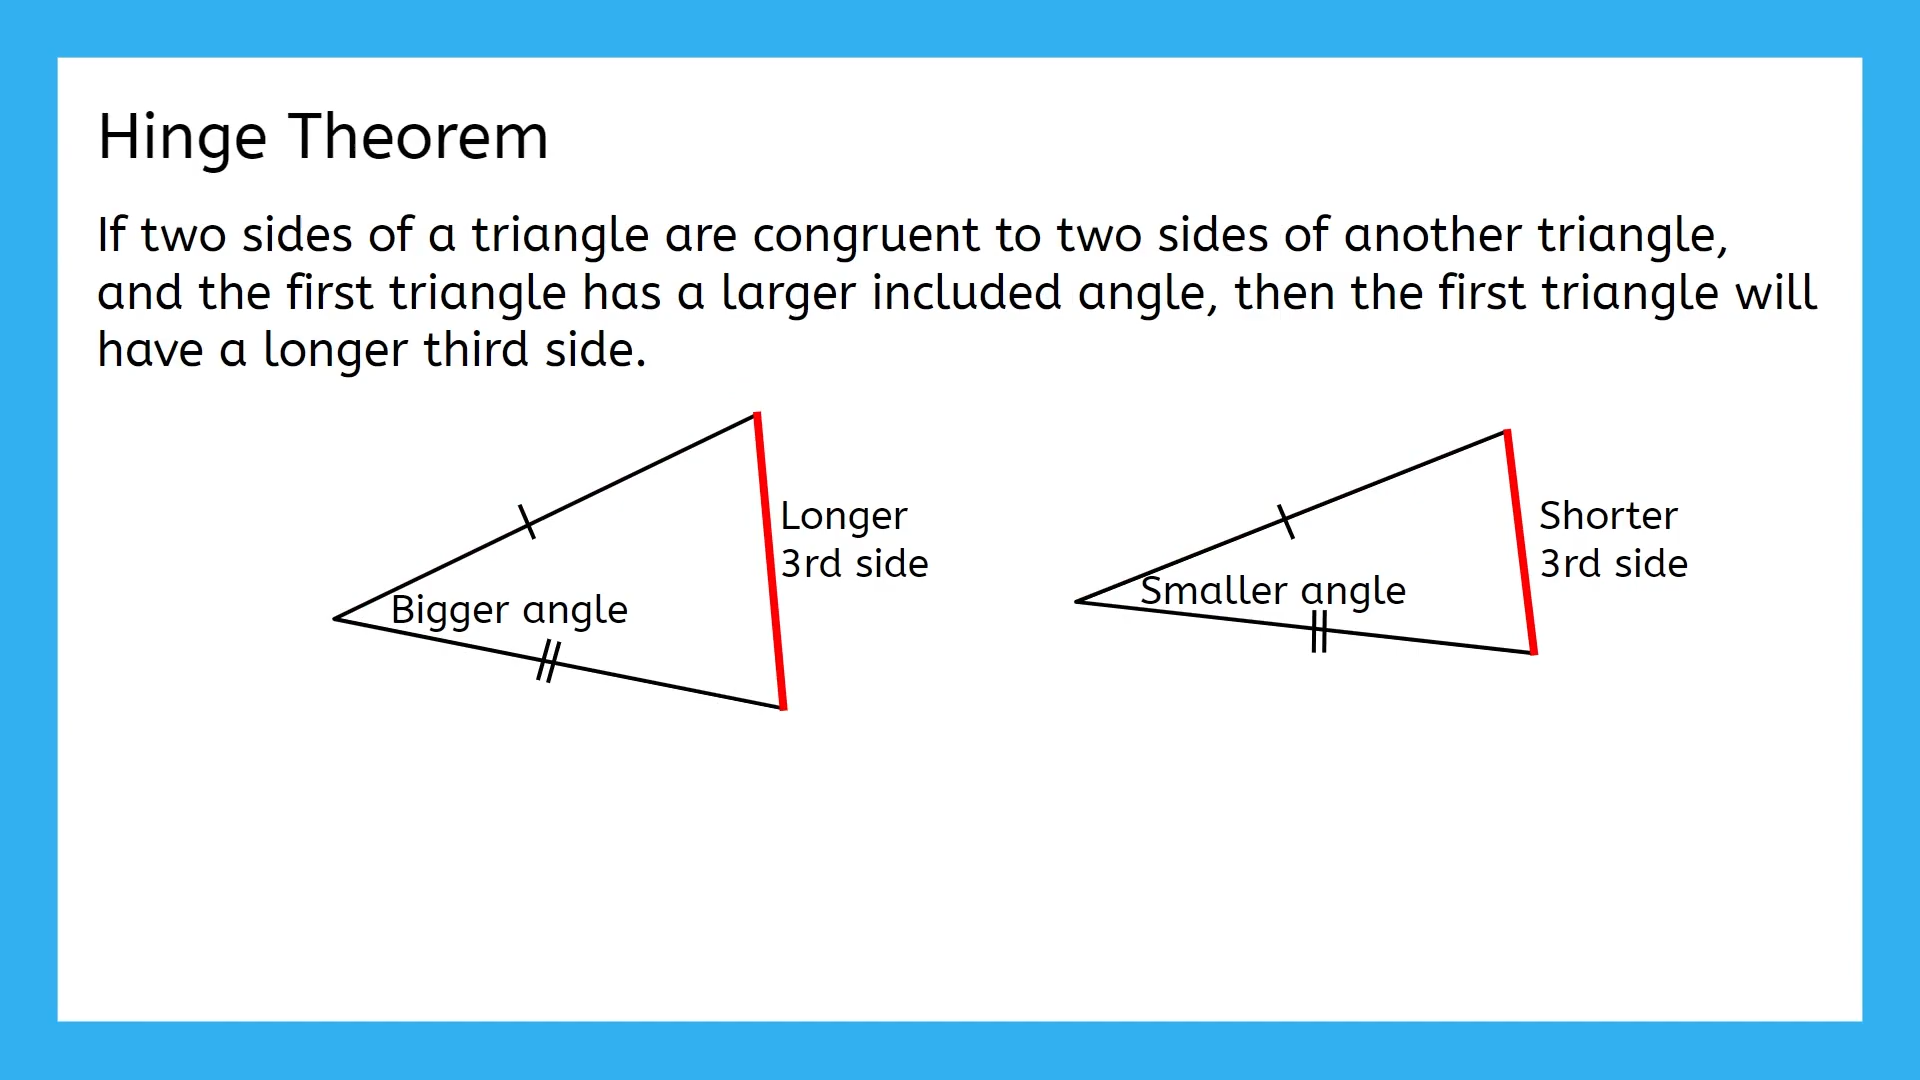 Hinge Theorem
If two sides of a triangle are congruent to two sides of another triangle,
and the first triangle has a larger included angle, then the first triangle will
have a longer third side.
Longer
3rd side
Bigger angle
Shorter
3rd side
Smaller angle